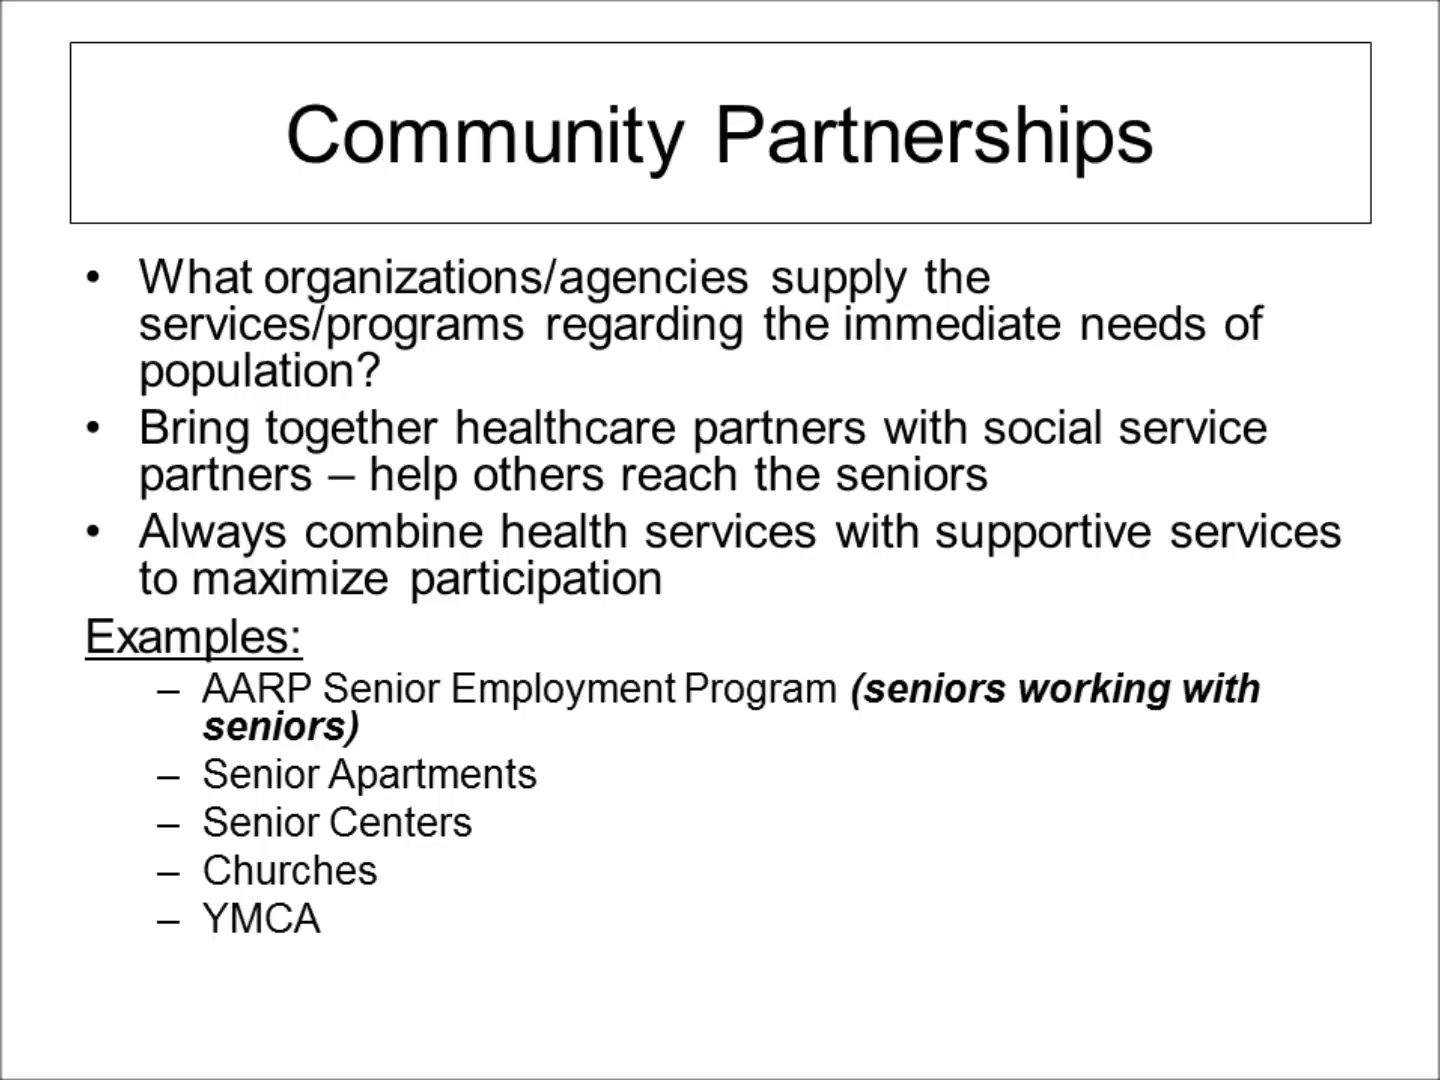 Community Partnerships
• What organizations/agencies supply the
services/programs regarding the immediate needs of
population?
• Bring together healthcare partners with social service
partners – help others reach the seniors
• Always combine health services with supportive services
to maximize participation
Examples:
– AARP Senior Employment Program (seniors working with
seniors)
– Senior Apartments
– Senior Centers
– Churches
– YMCA